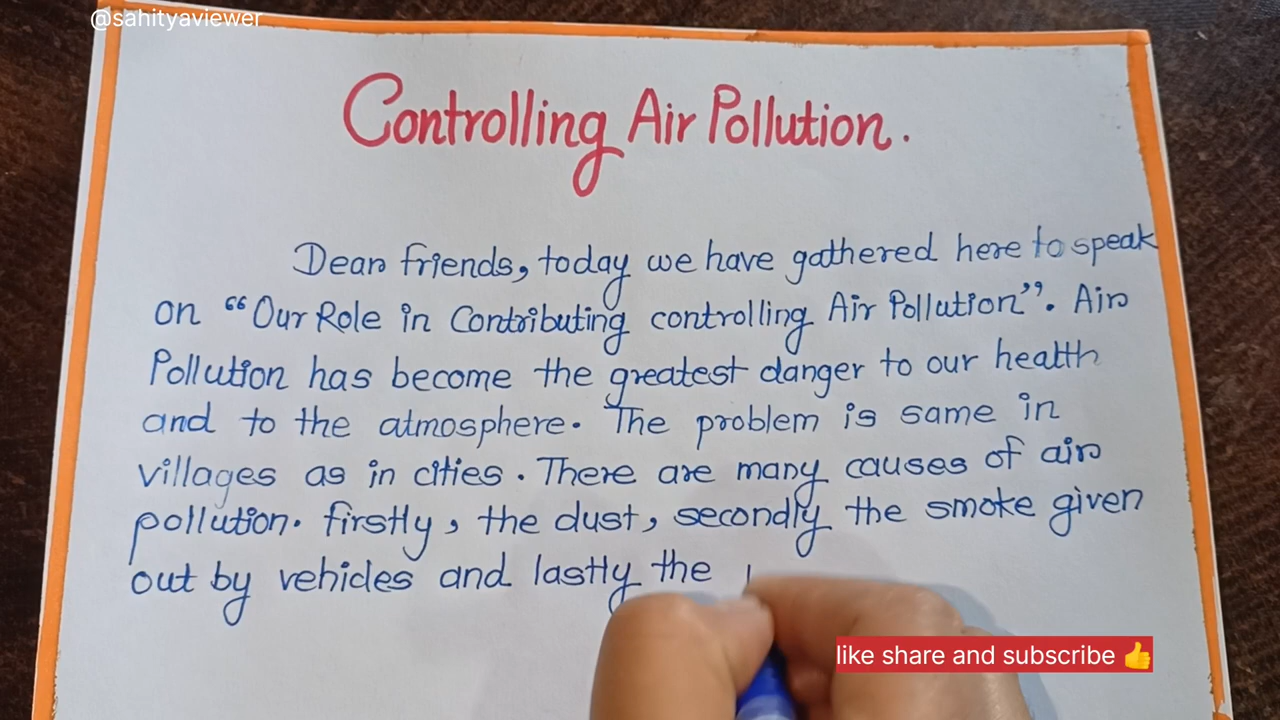 @sahityaviewer
Controlling Air Pollution.
Dear friends, today we have gathered here to speak
on “Our Role in Contributing controlling Air Pollution”. Air
Pollution has become the greatest danger to our health
and to the atmosphere. The problem is same in
villages as in cities. There are many causes of air
pollution. firstly, the dust, secondly the smoke given
out by vehicles and lastly the
like share and subscribe 👍